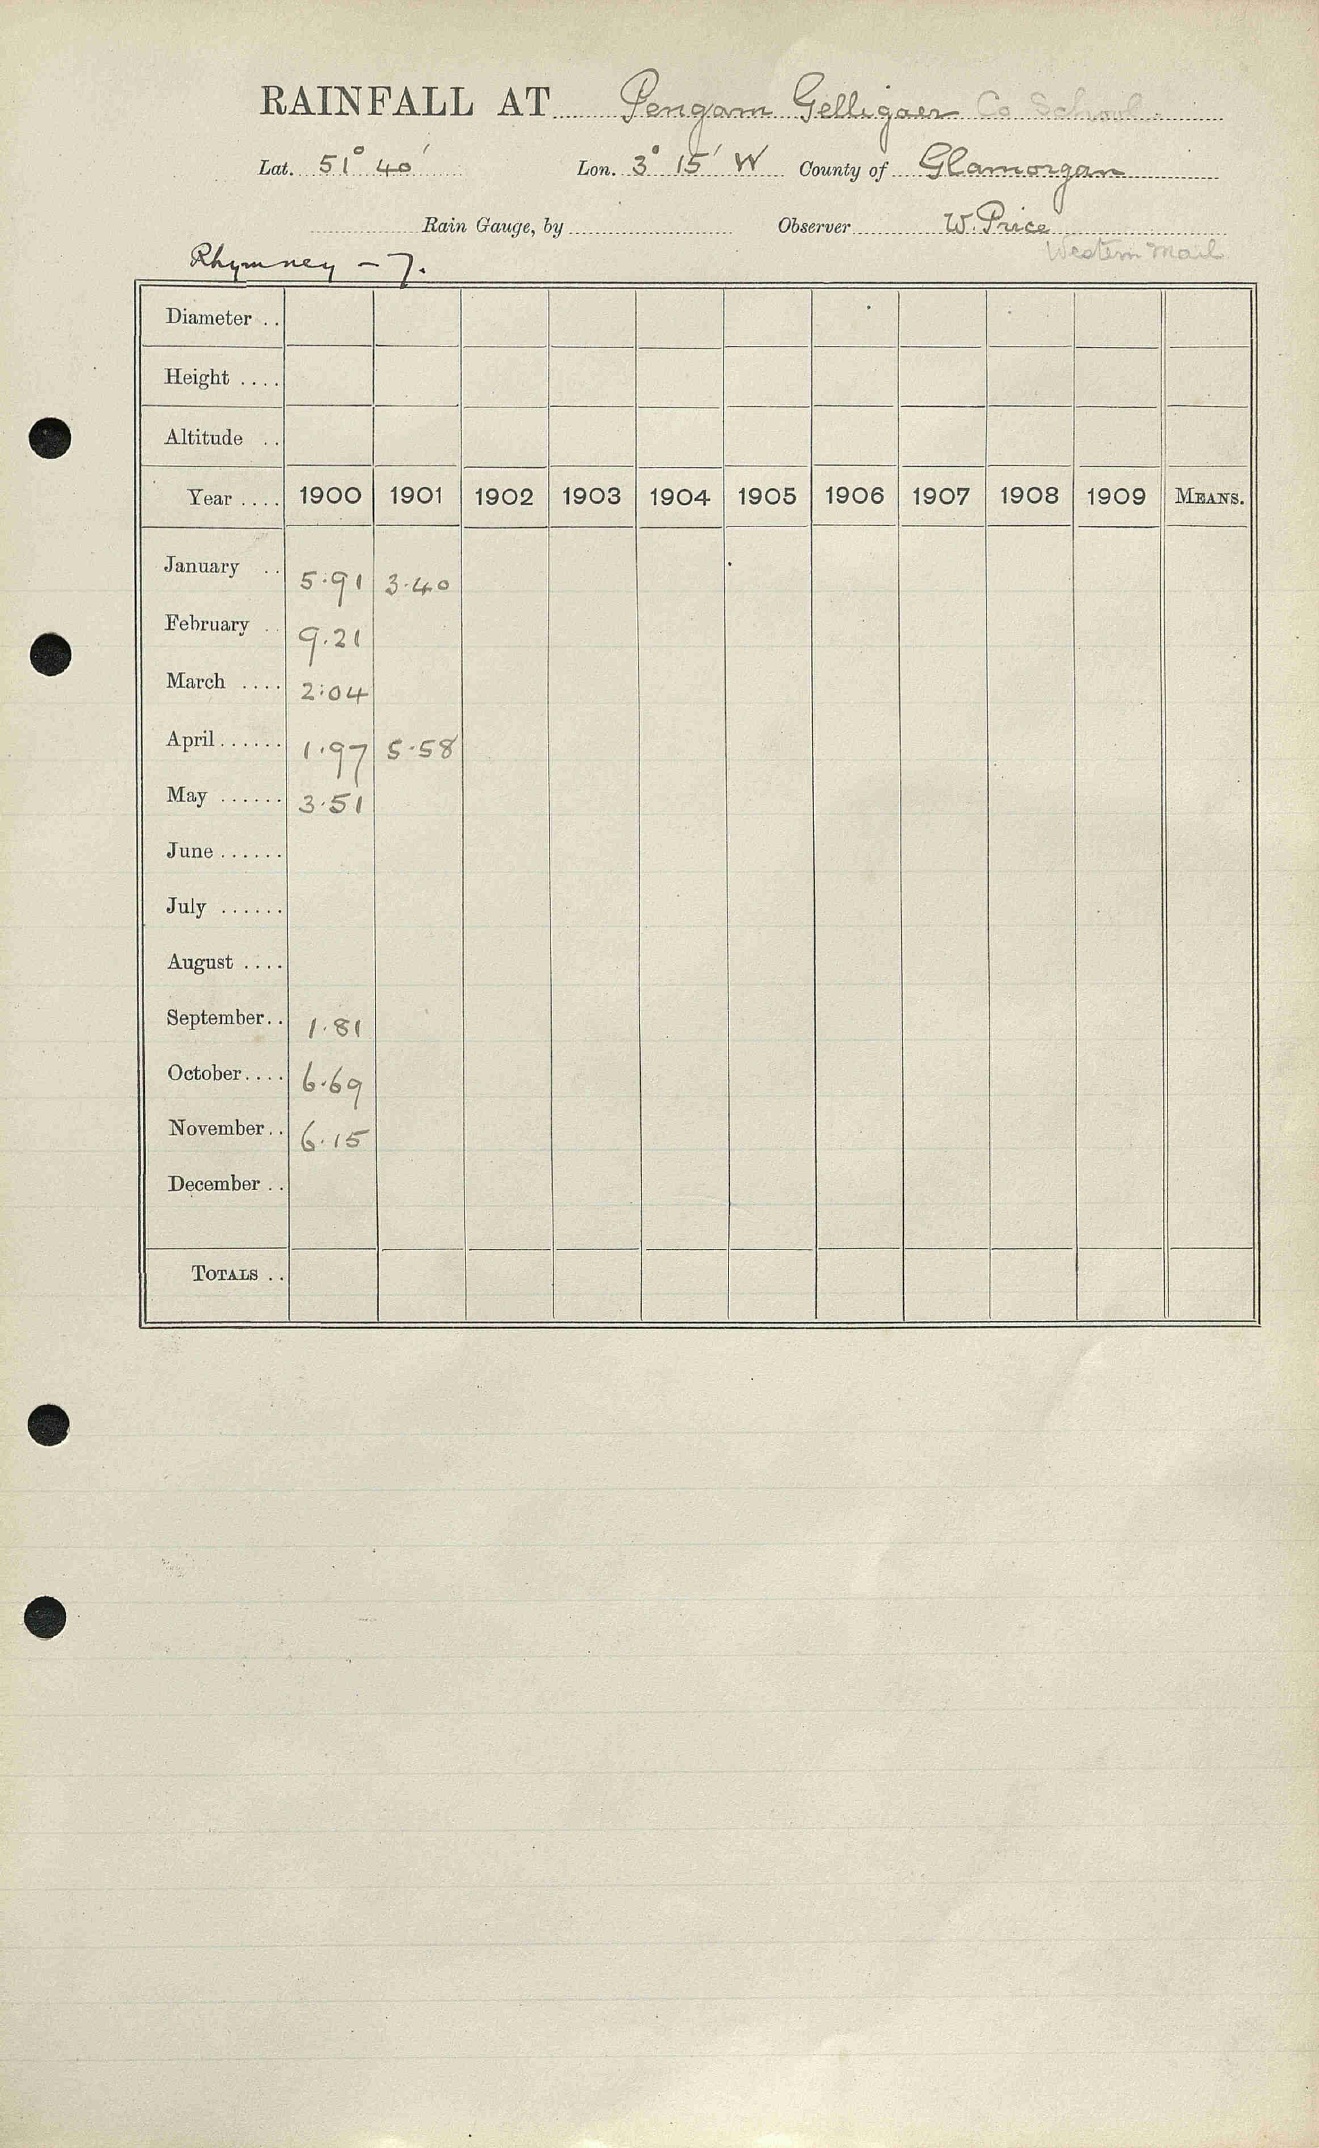 RAINFALL AT Pengam Gelligaer Co School.
Lat. 51° 40' Lon. 3° 15' W County of Glamorgan
Rain Gauge, by Observer W. Price
Western Mail
Rhymney - 7.
Diameter ..
Height ....
Altitude ..
Year .... 1900 1901 1902 1903 1904 1905 1906 1907 1908 1909 MEANS.
January .. 5.91 3.40
February .. 9.21
March .... 2.04
April ...... 1.97 5.58
May ...... 3.51
June ......
July ......
August ....
September .. 1.81
October .... 6.69
November .. 6.15
December ..
TOTALS ..